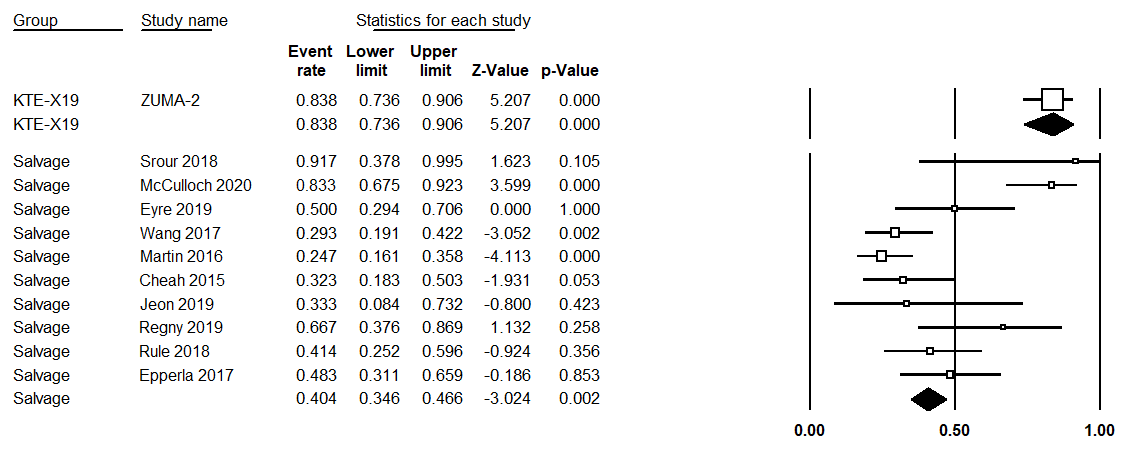 Group Study name Statistics for each study
Event Lower Upper
rate limit limit Z-Value p-Value
KTE-X19 ZUMA-2 0.838 0.736 0.906 5.207 0.000
KTE-X19 0.838 0.736 0.906 5.207 0.000
Salvage Srour 2018 0.917 0.378 0.995 1.623 0.105
Salvage McCulloch 2020 0.833 0.675 0.923 3.599 0.000
Salvage Eyre 2019 0.500 0.294 0.706 0.000 1.000
Salvage Wang 2017 0.293 0.191 0.422 -3.052 0.002
Salvage Martin 2016 0.247 0.161 0.358 -4.113 0.000
Salvage Cheah 2015 0.323 0.183 0.503 -1.931 0.053
Salvage Jeon 2019 0.333 0.084 0.732 -0.800 0.423
Salvage Regny 2019 0.667 0.376 0.869 1.132 0.258
Salvage Rule 2018 0.414 0.252 0.596 -0.924 0.356
Salvage Epperla 2017 0.483 0.311 0.659 -0.186 0.853
Salvage 0.404 0.346 0.466 -3.024 0.002
0.00 0.50 1.00